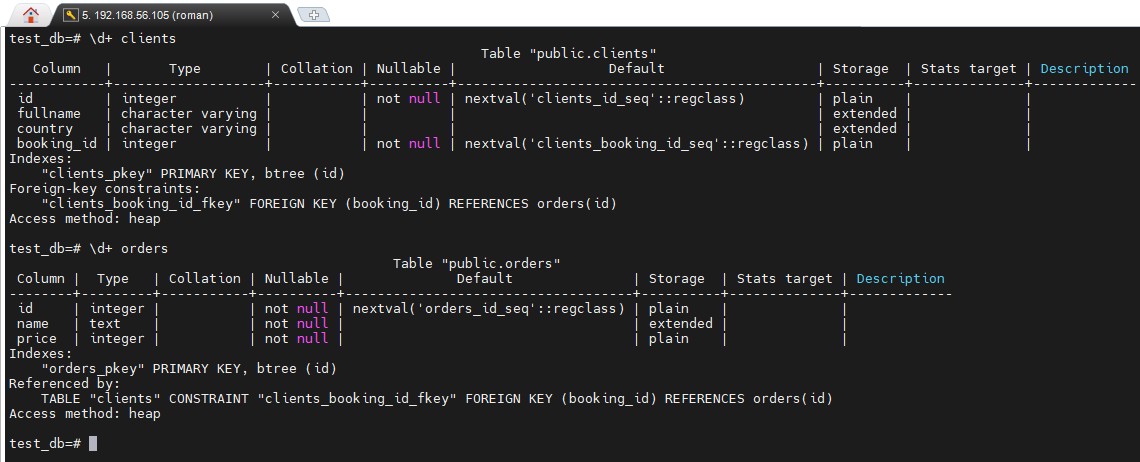 5. 192.168.56.105 (roman)
test_db=# \d+ clients
                                                           Table "public.clients"
   Column   |       Type        | Collation | Nullable |                   Default                    | Storage  | Stats target | Description
------------+-------------------+-----------+----------+----------------------------------------------+----------+--------------+-------------
 id         | integer           |           | not null | nextval('clients_id_seq'::regclass)          | plain    |              |
 fullname   | character varying |           |          |                                              | extended |              |
 country    | character varying |           |          |                                              | extended |              |
 booking_id | integer           |           | not null | nextval('clients_booking_id_seq'::regclass) | plain    |              |
Indexes:
    "clients_pkey" PRIMARY KEY, btree (id)
Foreign-key constraints:
    "clients_booking_id_fkey" FOREIGN KEY (booking_id) REFERENCES orders(id)
Access method: heap
test_db=# \d+ orders
                                                Table "public.orders"
 Column |  Type   | Collation | Nullable |              Default               | Storage  | Stats target | Description
--------+---------+-----------+----------+------------------------------------+----------+--------------+-------------
 id     | integer |           | not null | nextval('orders_id_seq'::regclass) | plain    |              |
 name   | text    |           | not null |                                    | extended |              |
 price  | integer |           | not null |                                    | plain    |              |
Indexes:
    "orders_pkey" PRIMARY KEY, btree (id)
Referenced by:
    TABLE "clients" CONSTRAINT "clients_booking_id_fkey" FOREIGN KEY (booking_id) REFERENCES orders(id)
Access method: heap
test_db=#